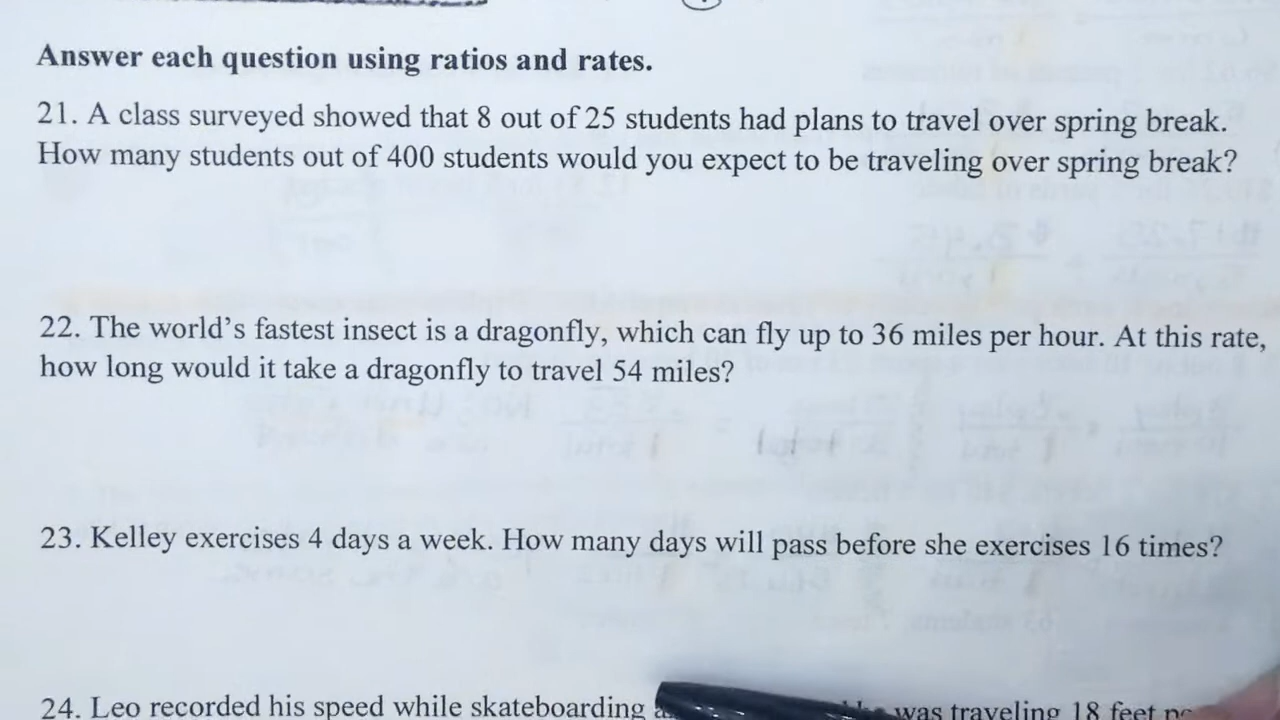 Answer each question using ratios and rates.
21. A class surveyed showed that 8 out of 25 students had plans to travel over spring break.
How many students out of 400 students would you expect to be traveling over spring break?
22. The world's fastest insect is a dragonfly, which can fly up to 36 miles per hour. At this rate,
how long would it take a dragonfly to travel 54 miles?
23. Kelley exercises 4 days a week. How many days will pass before she exercises 16 times?
24. Leo recorded his speed while skateboarding was traveling 18 feet